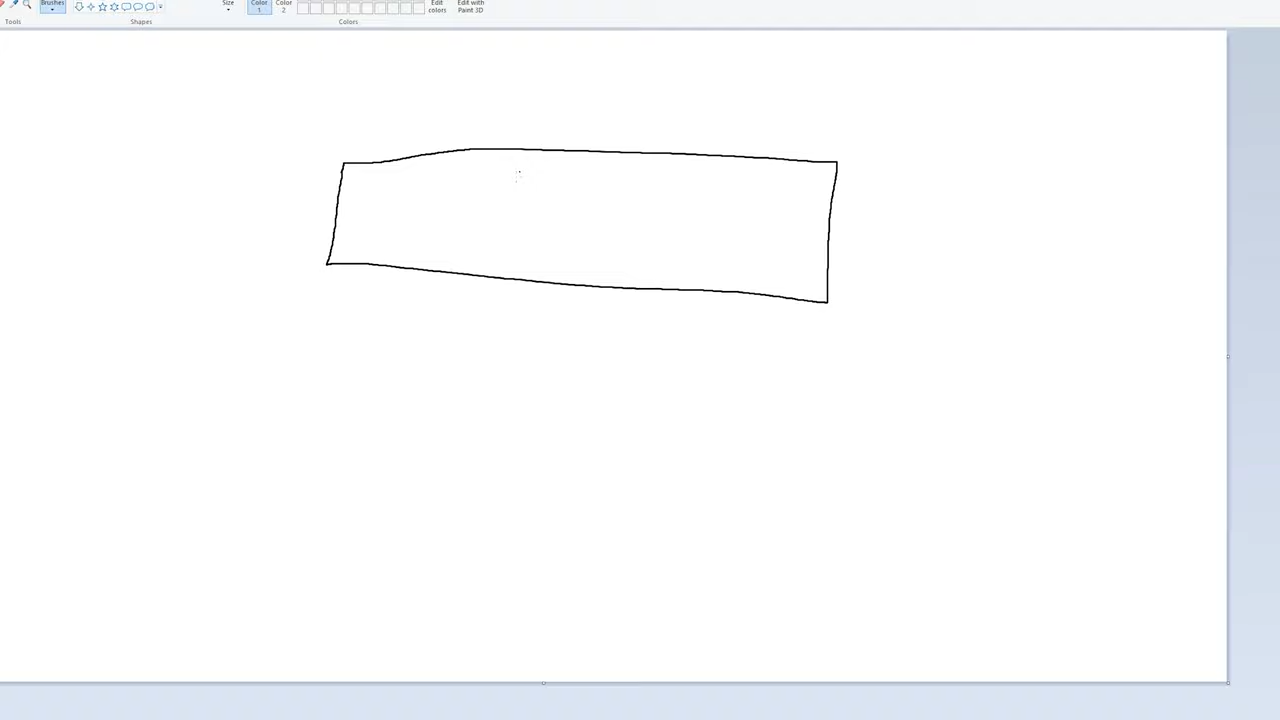 Brushes
Size
Color
1
Color
2
Edit
colors
Edit with
Paint 3D
Tools
Shapes
Colors